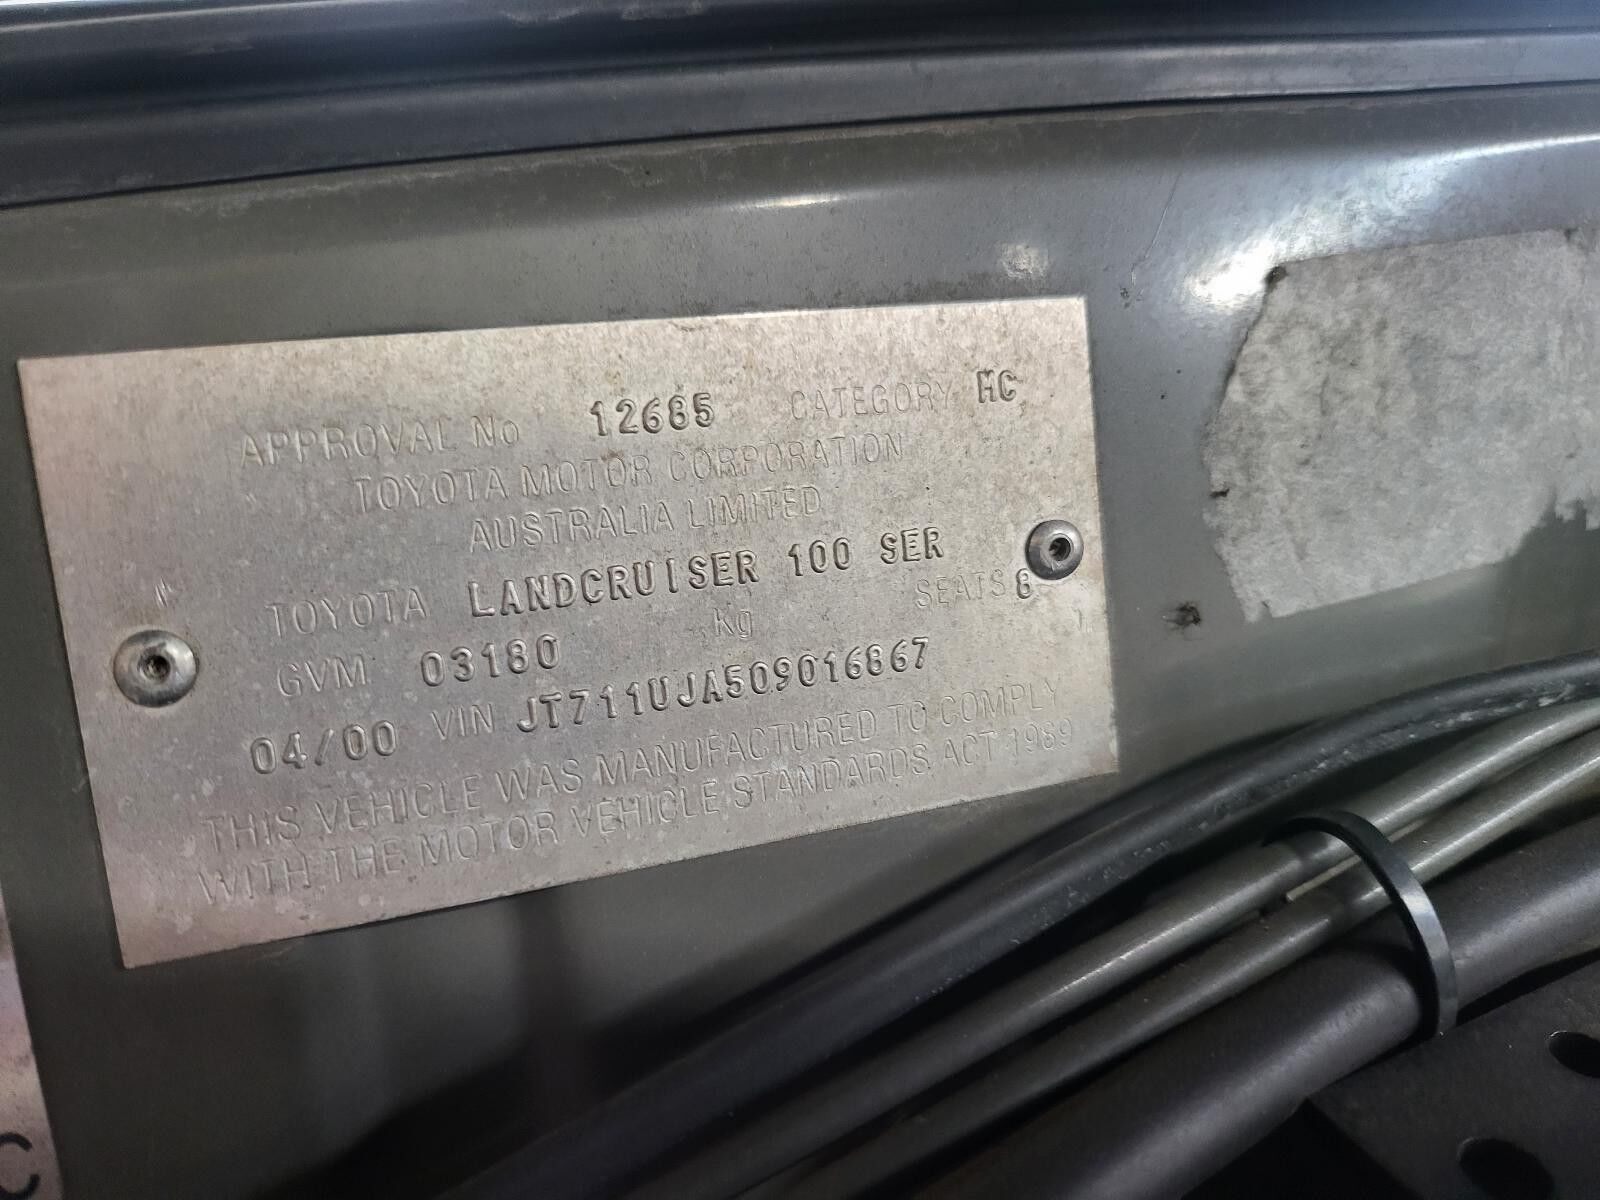 APPROVAL No 12685 CATEGORY MC
TOYOTA MOTOR CORPORATION
AUSTRALIA LIMITED
TOYOTA LANDCRUISER 100 SER
GVM 03180 Kg SEATS 8
04/00 VIN JT711UJA509016867
THIS VEHICLE WAS MANUFACTURED TO COMPLY
WITH THE MOTOR VEHICLE STANDARDS ACT 1989
C